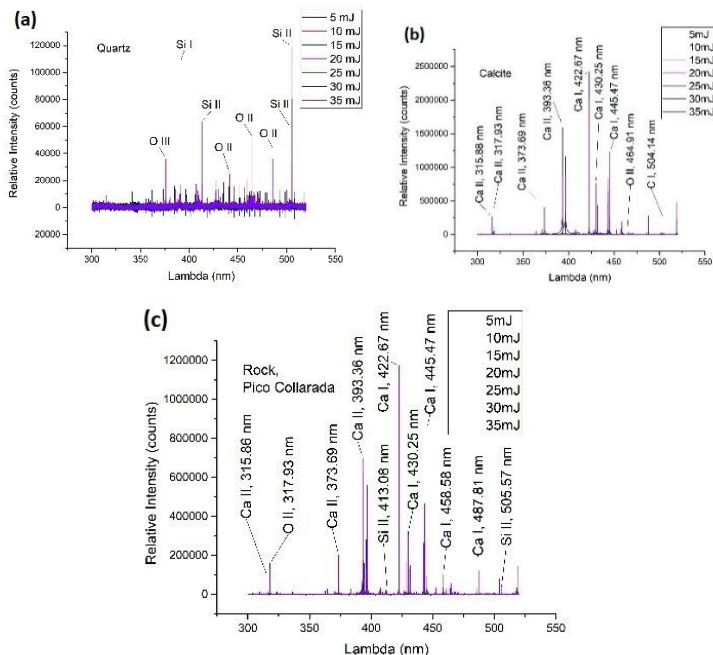 (a)
Quartz
Si I
Si II
5 mJ
10 mJ
15 mJ
20 mJ
25 mJ
30 mJ
35 mJ
O III
Si II
O II
O II
O II
Si II
Relative Intensity (counts)
120000
100000
80000
60000
40000
20000
0
20000
300
350
400
450
500
550
Lambda (nm)
(b)
Calcite
5mJ
10mJ
15mJ
20mJ
25mJ
30mJ
35mJ
Ca II, 315.88 nm
Ca II, 317.93 nm
Ca II, 373.69 nm
Ca II, 393.36 nm
Ca I, 422.67 nm
Ca I, 430.25 nm
Ca I, 445.47 nm
O II, 464.91 nm
C I, 504.14 nm
Relative Intensity (counts)
2500000
2000000
1500000
1000000
500000
0
300
350
400
450
500
550
Lambda (nm)
(c)
Rock,
Pico Collarada
5mJ
10mJ
15mJ
20mJ
25mJ
30mJ
35mJ
Ca II, 315.86 nm
O II, 317.93 nm
Ca II, 373.69 nm
Ca II, 393.36 nm
Si II, 413.08 nm
Ca I, 422.67 nm
Ca I, 430.25 nm
Ca I, 445.47 nm
Ca I, 458.58 nm
Ca I, 487.81 nm
Si II, 505.57 nm
Relative Intensity (counts)
1200000
1000000
800000
600000
400000
200000
0
300
350
400
450
500
550
Lambda (nm)